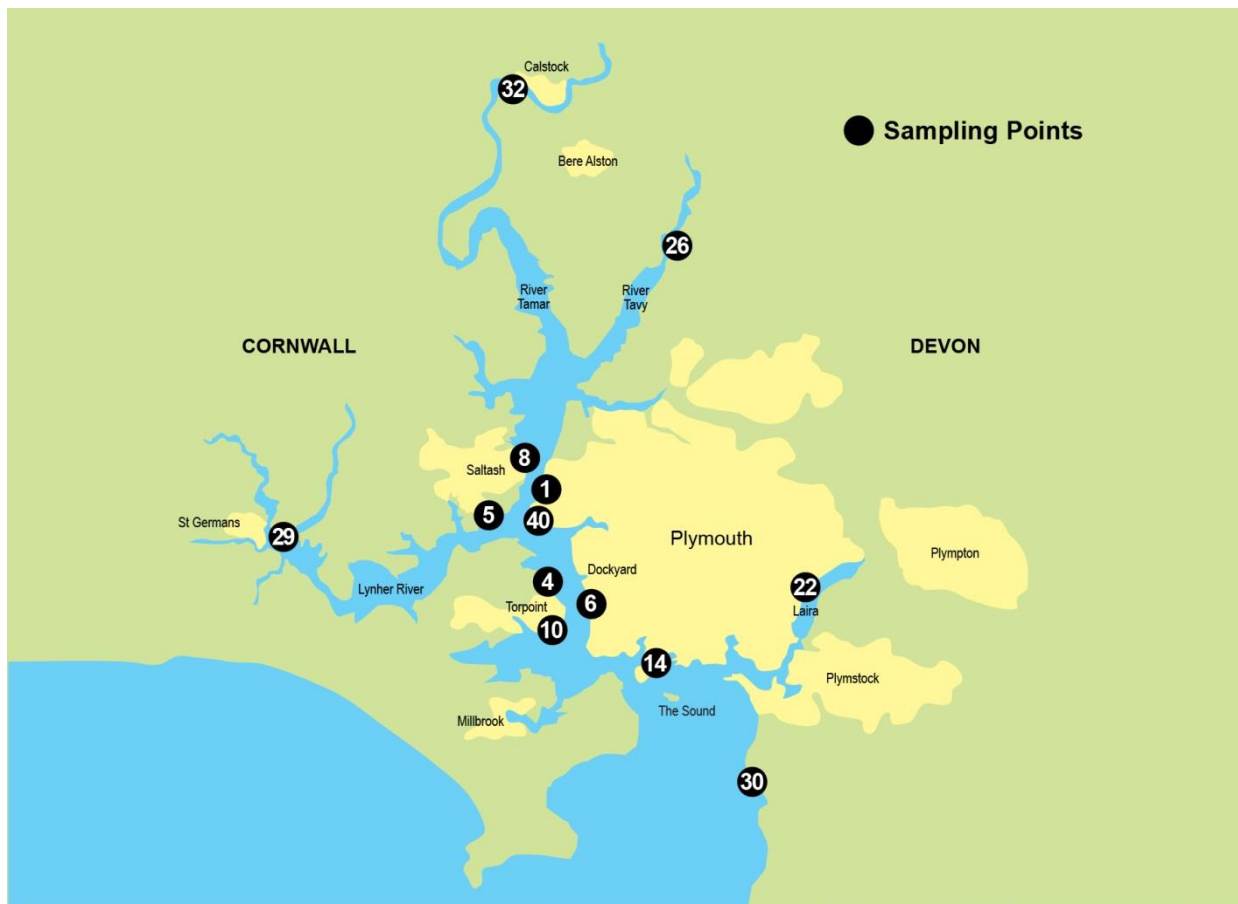 Calstock
32
Sampling Points
Bere Alston
26
River
Tamar
River
Tavy
CORNWALL
DEVON
8
Saltash
1
5
40
St Germans
29
Plymouth
Plympton
Dockyard
4
22
Lynher River
6
Torpoint
Laira
10
14
Plymstock
The Sound
Millbrook
30